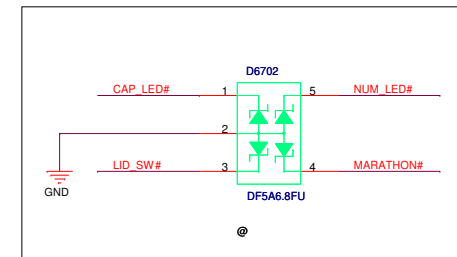 D6702
CAP_LED# 1 5 NUM_LED#
2
LID_SW# 3 4 MARATHON#
GND
DF5A6.8FU
@